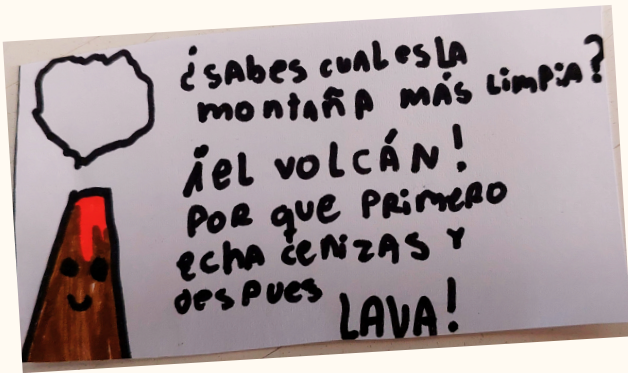 ¿sabes cual es la
montaña más limpia?
¡el volcán!
por que primero
echa cenizas y
despues
LAVA!